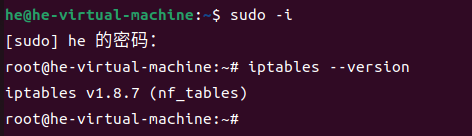 he@he-virtual-machine:~$ sudo -i
[sudo] he 的密码：
root@he-virtual-machine:~# iptables --version
iptables v1.8.7 (nf_tables)
root@he-virtual-machine:~#